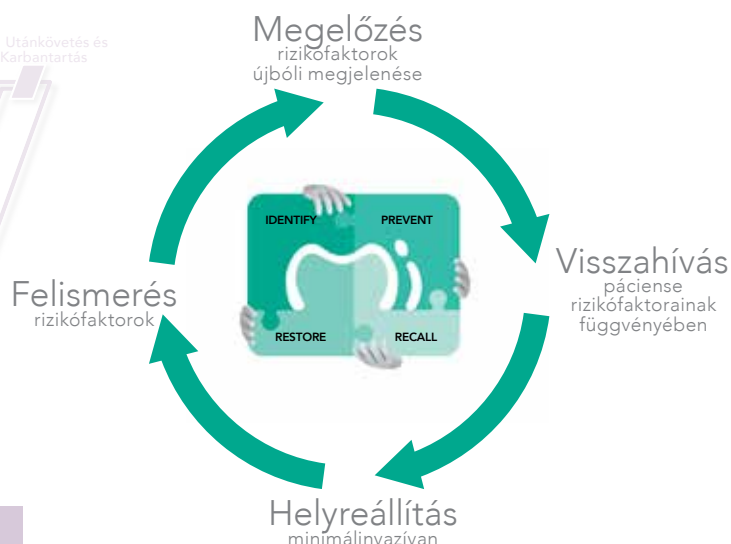 Utánkövetés és
Karbantartás
Megelőzés
rizikófaktorok
újbóli megjelenése
IDENTIFY
PREVENT
Visszahívás
páciense
rizikófaktorainak
függvényében
Felismerés
rizikófaktorok
RESTORE
RECALL
Helyreállítás
minimálinvazívan